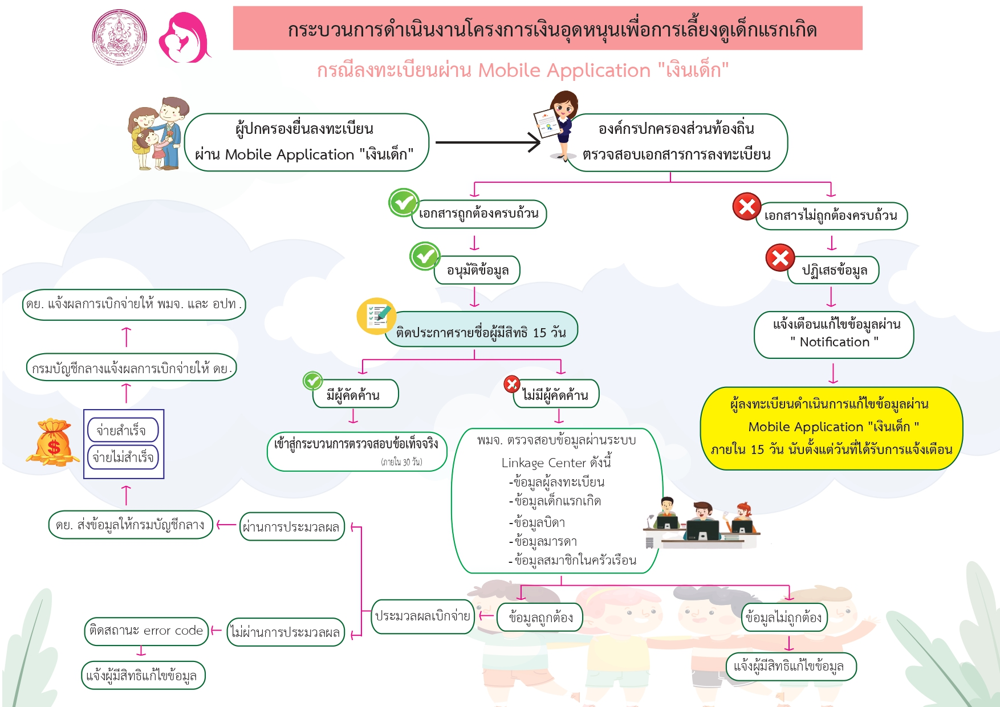 กระบวนการดำเนินงานโครงการเงินอุดหนุนเพื่อการเลี้ยงดูเด็กแรกเกิด
กรณีลงทะเบียนผ่าน Mobile Application "เงินเด็ก"
ผู้ปกครองยื่นลงทะเบียน
ผ่าน Mobile Application "เงินเด็ก"
องค์กรปกครองส่วนท้องถิ่น
ตรวจสอบเอกสารการลงทะเบียน
เอกสารถูกต้องครบถ้วน
เอกสารไม่ถูกต้องครบถ้วน
อนุมัติข้อมูล
ปฏิเสธข้อมูล
ติดประกาศรายชื่อผู้มีสิทธิ 15 วัน
แจ้งเตือนแก้ไขข้อมูลผ่าน
" Notification "
ผู้ลงทะเบียนดำเนินการแก้ไขข้อมูลผ่าน
Mobile Application "เงินเด็ก "
ภายใน 15 วัน นับตั้งแต่วันที่ได้รับการแจ้งเตือน
มีผู้คัดค้าน
ไม่มีผู้คัดค้าน
เข้าสู่กระบวนการตรวจสอบข้อเท็จจริง
(ภายใน 30 วัน)
พมจ. ตรวจสอบข้อมูลผ่านระบบ
Linkage Center ดังนี้
-ข้อมูลผู้ลงทะเบียน
-ข้อมูลเด็กแรกเกิด
-ข้อมูลบิดา
-ข้อมูลมารดา
-ข้อมูลสมาชิกในครัวเรือน
ข้อมูลถูกต้อง
ข้อมูลไม่ถูกต้อง
แจ้งผู้มีสิทธิแก้ไขข้อมูล
ประมวลผลเบิกจ่าย
ผ่านการประมวลผล
ไม่ผ่านการประมวลผล
ติดสถานะ error code
แจ้งผู้มีสิทธิแก้ไขข้อมูล
ดย. ส่งข้อมูลให้กรมบัญชีกลาง
จ่ายสำเร็จ
จ่ายไม่สำเร็จ
กรมบัญชีกลางแจ้งผลการเบิกจ่ายให้ ดย.
ดย. แจ้งผลการเบิกจ่ายให้ พมจ. และ อปท.